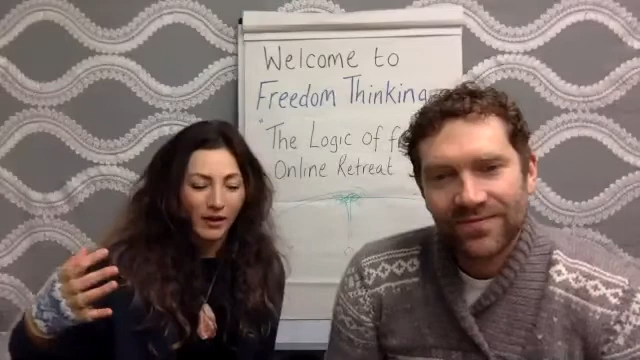 Welcome to
Freedom Thinking
"The Logic of
Online Retreat